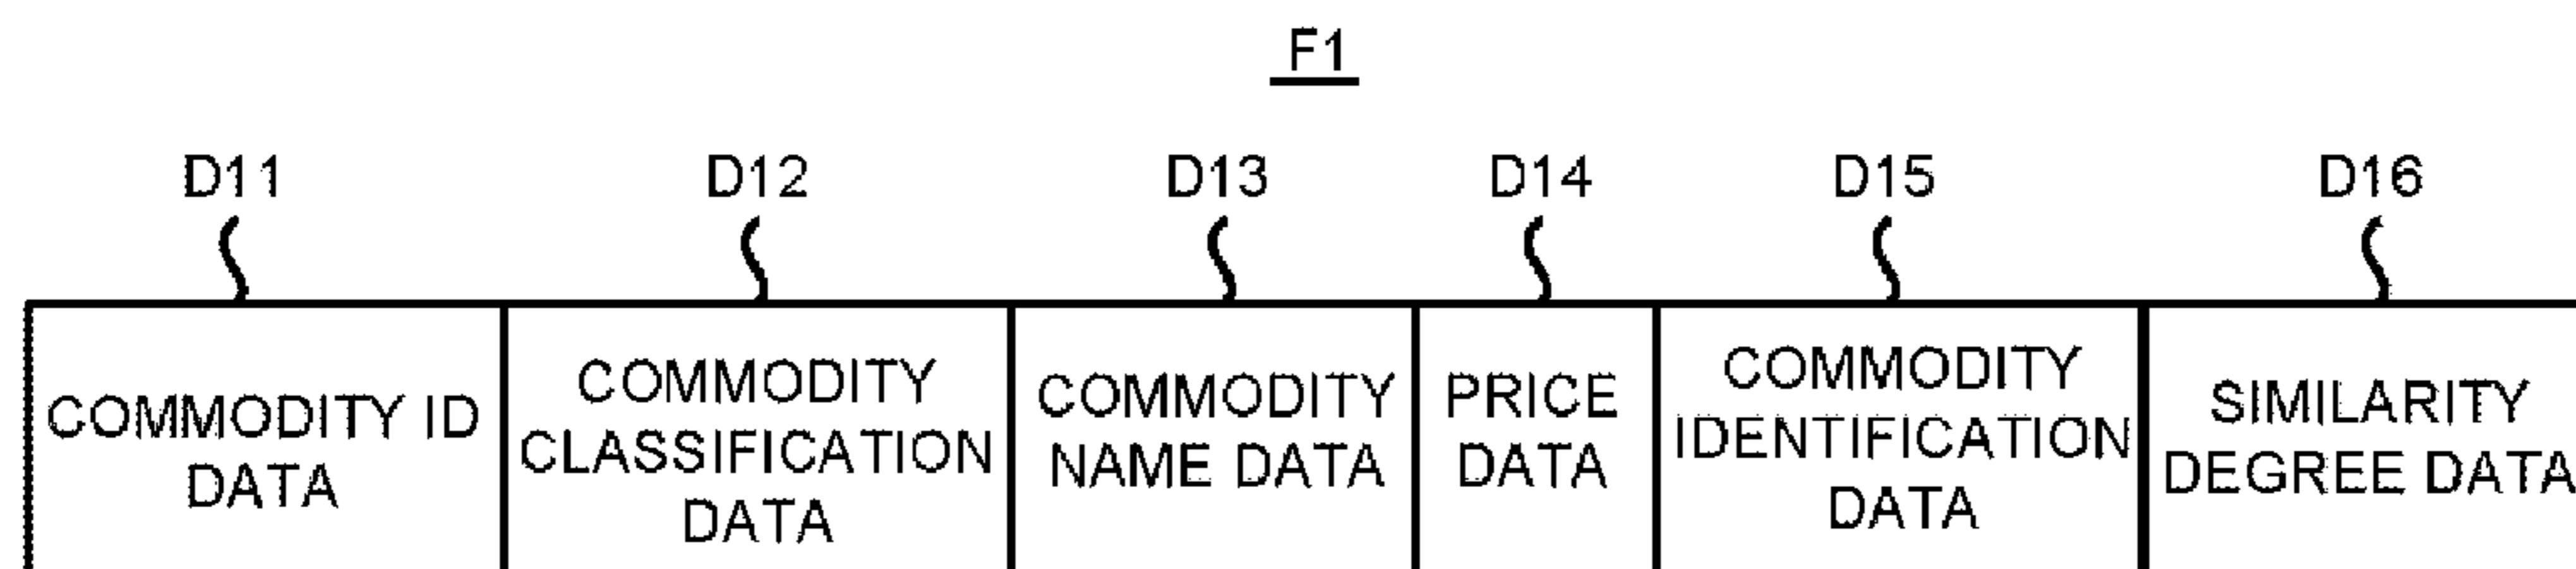 F1
D11 D12 D13 D14 D15 D16
COMMODITY ID
DATA
COMMODITY
CLASSIFICATION
DATA
COMMODITY
NAME DATA
PRICE
DATA
COMMODITY
IDENTIFICATION
DATA
SIMILARITY
DEGREE DATA